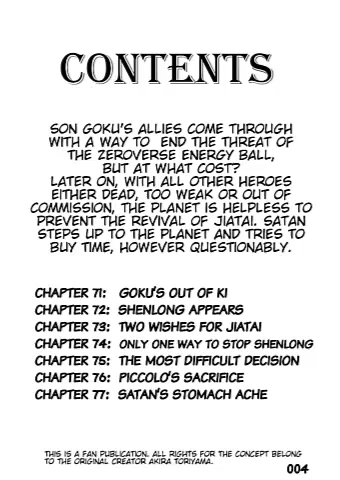 CONTENTS
SON GOKU'S ALLIES COME THROUGH
WITH A WAY TO END THE THREAT OF
THE ZEROVERSE ENERGY BALL,
BUT AT WHAT COST?
LATER ON, WITH ALL OTHER HEROES
EITHER DEAD, TOO WEAK OR OUT OF
COMMISSION, THE PLANET IS HELPLESS TO
PREVENT THE REVIVAL OF JIATAI. SATAN
STEPS UP TO THE PLANET AND TRIES TO
BUY TIME, HOWEVER QUESTIONABLY.
CHAPTER 71: GOKU'S OUT OF KI
CHAPTER 72: SHENLONG APPEARS
CHAPTER 73: TWO WISHES FOR JIATAI
CHAPTER 74: ONLY ONE WAY TO STOP SHENLONG
CHAPTER 75: THE MOST DIFFICULT DECISION
CHAPTER 76: PICCOLO'S SACRIFICE
CHAPTER 77: SATAN'S STOMACH ACHE
THIS IS A FAN PUBLICATION. ALL RIGHTS FOR THE CONCEPT BELONG
TO THE ORIGINAL CREATOR AKIRA TORIYAMA.
004